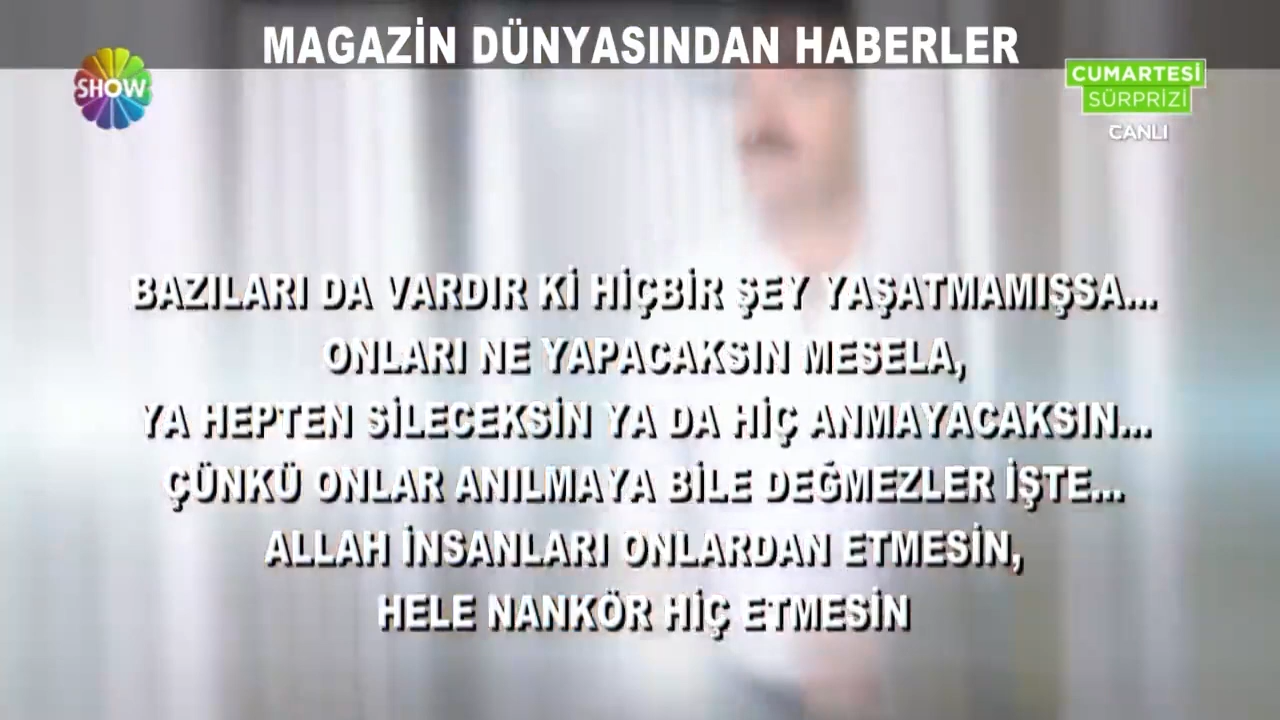 MAGAZİN DÜNYASINDAN HABERLER
SHOW
CUMARTESİ
SÜRPRİZİ
CANLI
BAZILARI DA VARDIR Kİ HİÇBİR ŞEY YAŞATMAMIŞSA...
ONLARI NE YAPACAKSIN MESELA,
YA HEPTEN SİLECEKSİN YA DA HİÇ ANMAYACAKSIN...
ÇÜNKÜ ONLAR ANILMAYA BİLE DEĞMEZLER İŞTE...
ALLAH İNSANLARI ONLARDAN ETMESİN,
HELE NANKÖR HİÇ ETMESİN